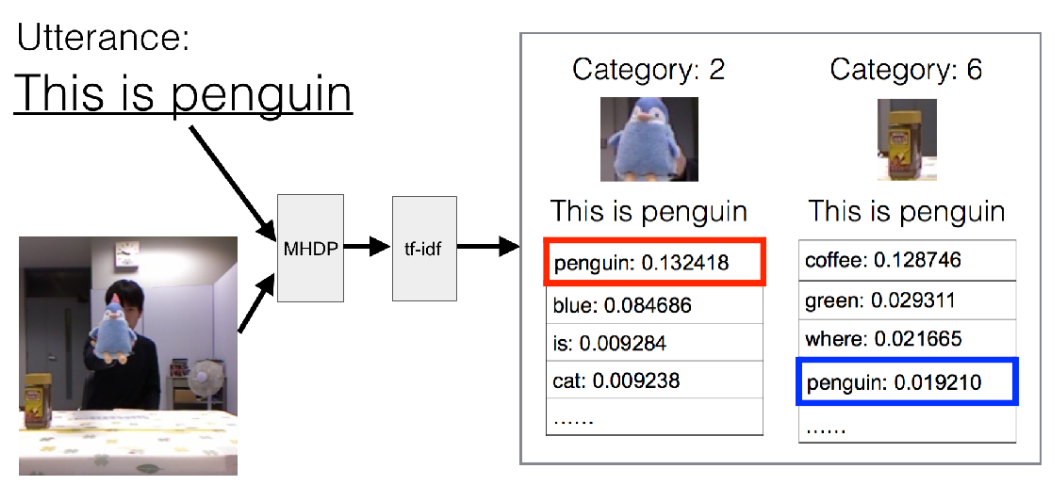 Utterance:
This is penguin
MHDP
tf-idf
Category: 2
This is penguin
penguin: 0.132418
blue: 0.084686
is: 0.009284
cat: 0.009238
......
Category: 6
This is penguin
coffee: 0.128746
green: 0.029311
where: 0.021665
penguin: 0.019210
......